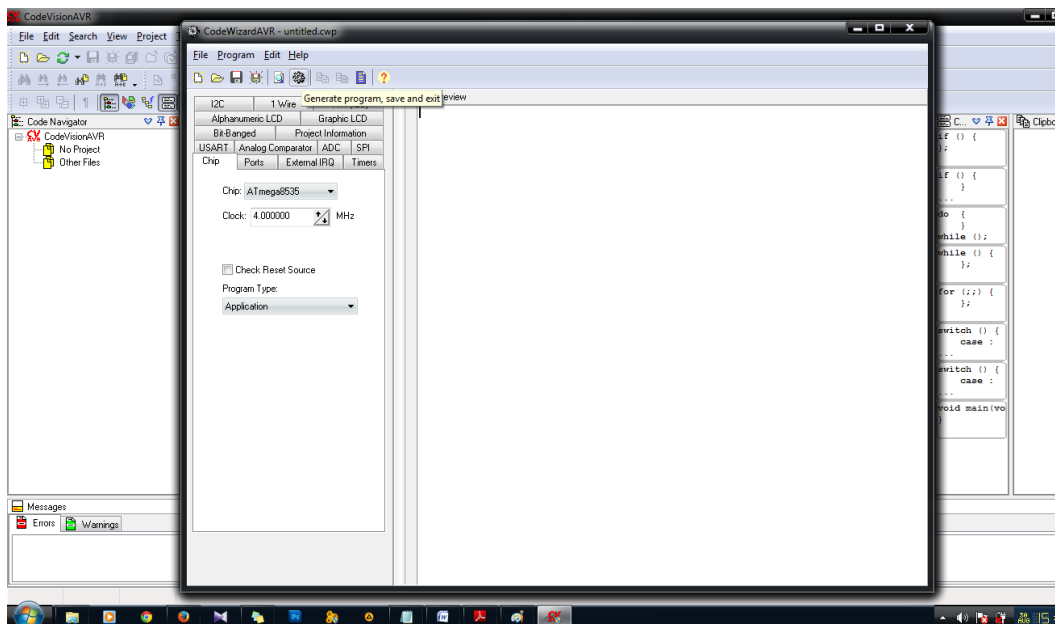 CodeVisionAVR
File Edit Search View Project
CodeWizardAVR - untitled.cwp
File Program Edit Help
Generate program, save and exit
I2C 1 Wire
Alphanumeric LCD Graphic LCD
Bit-Banged Project Information
USART Analog Comparator ADC SPI
Chip Ports External IRQ Timers
Chip: ATmega8535
Clock: 4.000000 MHz
Check Reset Source
Program Type:
Application
Code Navigator
CodeVisionAVR
No Project
Other Files
C...
if () {
};
if () {
}
...
do {
}
while ();
while () {
};
for (;;) {
};
switch () {
case :
...
switch () {
case :
...
void main(vo
}
Messages
Errors Warnings